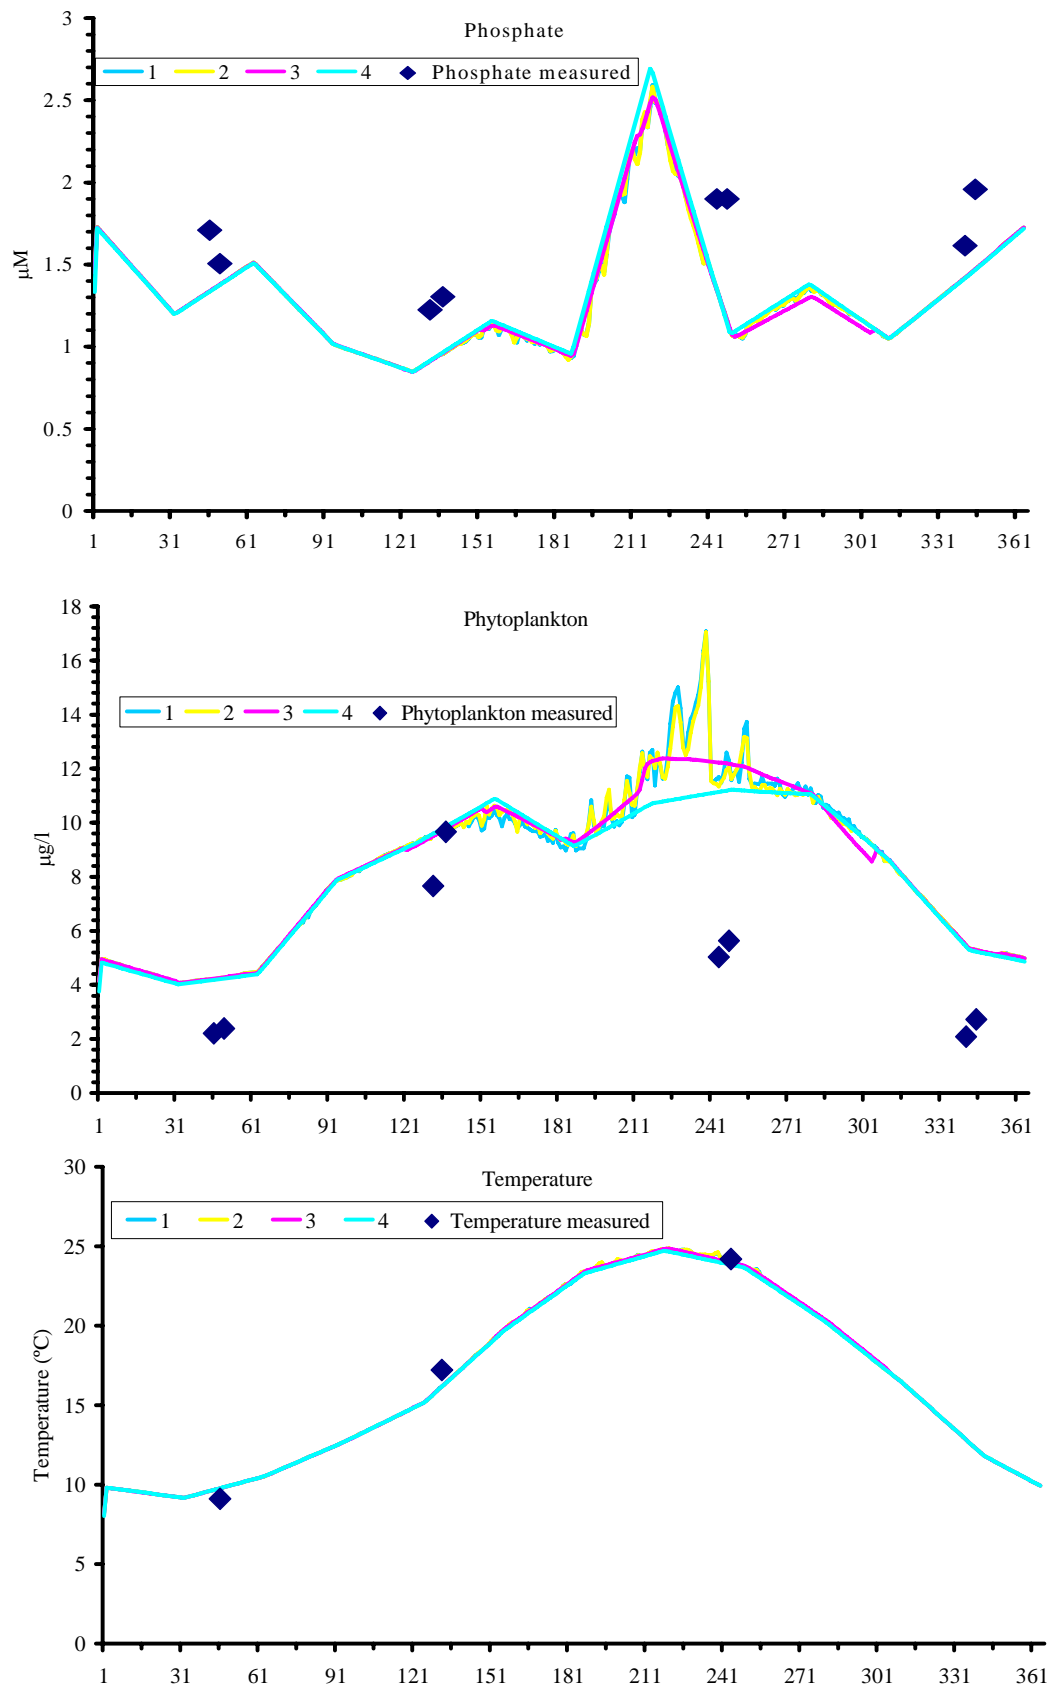 Phosphate
1 2 3 4 Phosphate measured
3
2.5
2
1.5
1
0.5
0
µM
1 31 61 91 121 151 181 211 241 271 301 331 361
Phytoplankton
1 2 3 4 Phytoplankton measured
18
16
14
12
10
8
6
4
2
0
µg/l
1 31 61 91 121 151 181 211 241 271 301 331 361
Temperature
1 2 3 4 Temperature measured
30
25
20
15
10
5
0
Temperature (ºC)
1 31 61 91 121 151 181 211 241 271 301 331 361